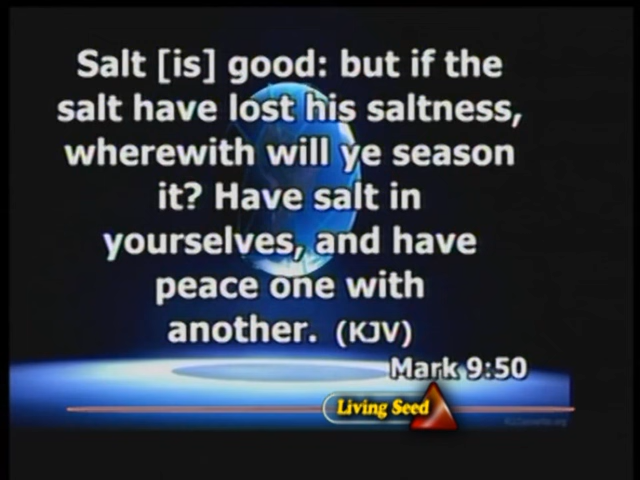 Salt [is] good: but if the
salt have lost his saltness,
wherewith will ye season
it? Have salt in
yourselves, and have
peace one with
another. (KJV)
Mark 9:50
Living Seed